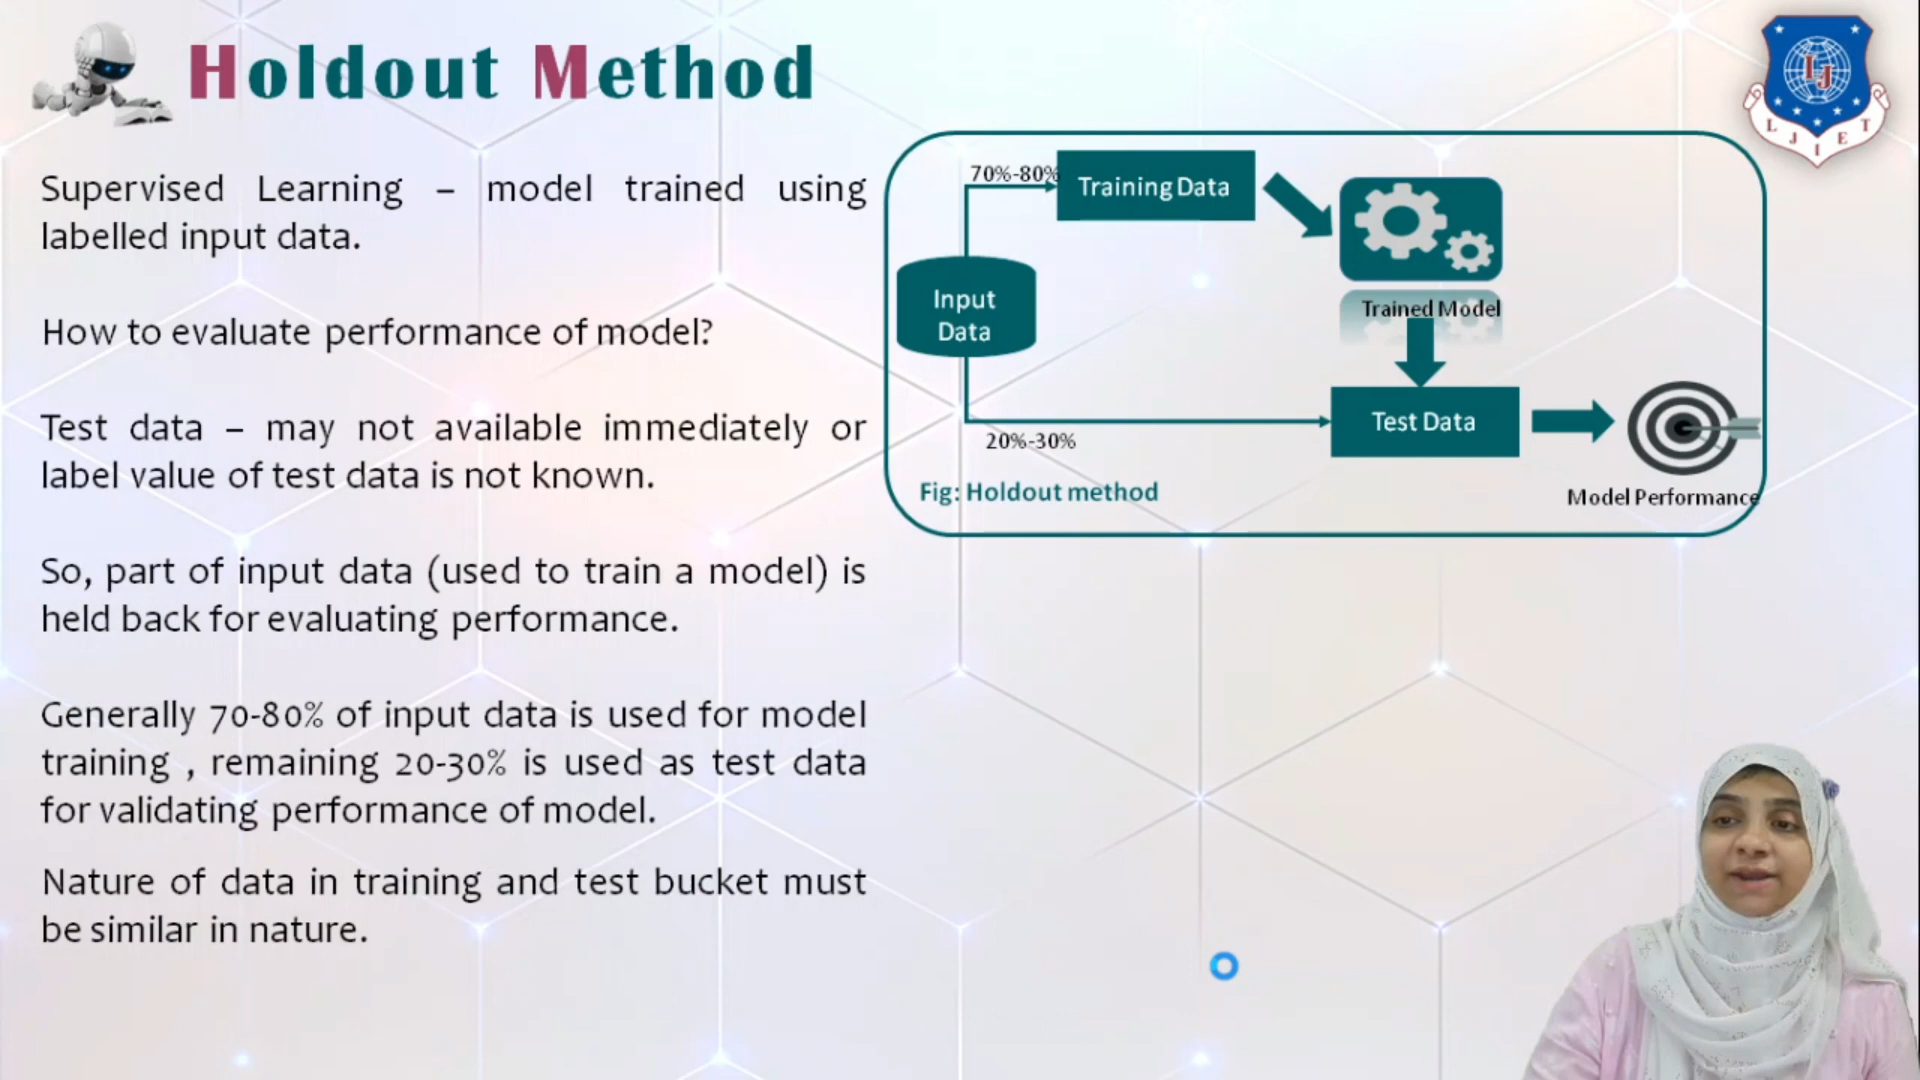 Holdout Method
Supervised Learning – model trained using
labelled input data.
How to evaluate performance of model?
Test data – may not available immediately or
label value of test data is not known.
So, part of input data (used to train a model) is
held back for evaluating performance.
Generally 70-80% of input data is used for model
training , remaining 20-30% is used as test data
for validating performance of model.
Nature of data in training and test bucket must
be similar in nature.
70%-80%
Training Data
Input
Data
Trained Model
Test Data
20%-30%
Fig: Holdout method
Model Performance
LJ
LJIET